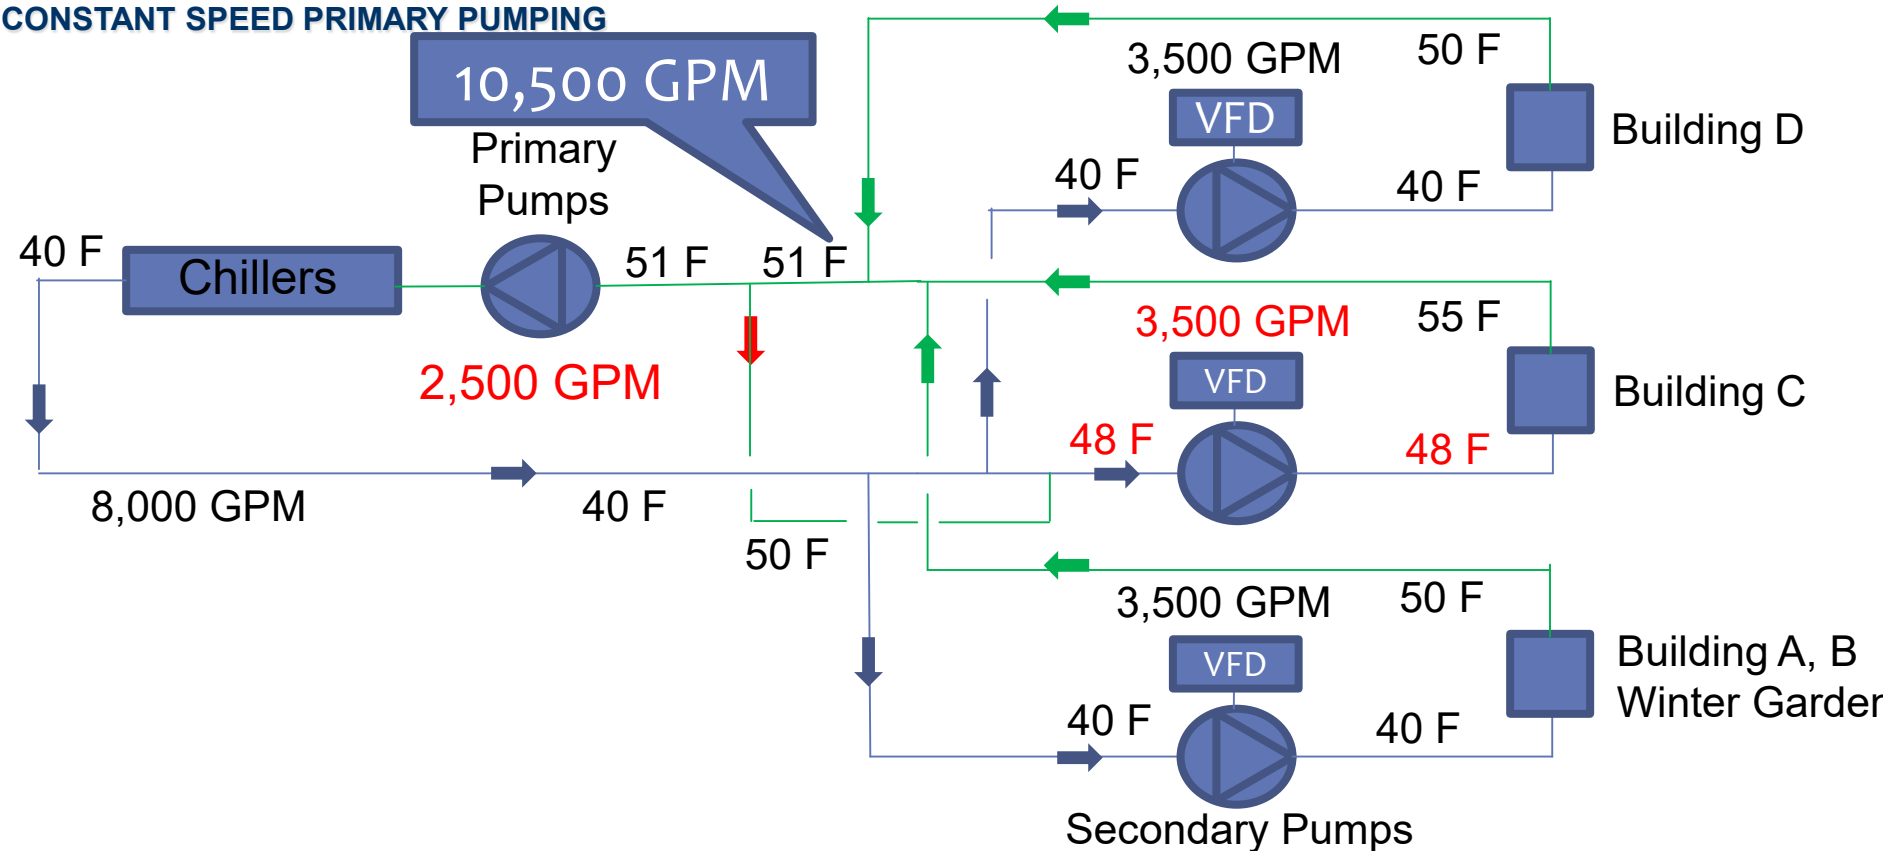 CONSTANT SPEED PRIMARY PUMPING
10,500 GPM
Primary
Pumps
3,500 GPM
50 F
VFD
Building D
40 F
40 F
40 F
Chillers
51 F
51 F
2,500 GPM
3,500 GPM
55 F
VFD
Building C
48 F
48 F
8,000 GPM
40 F
50 F
3,500 GPM
50 F
VFD
Building A, B
Winter Garden
40 F
40 F
Secondary Pumps